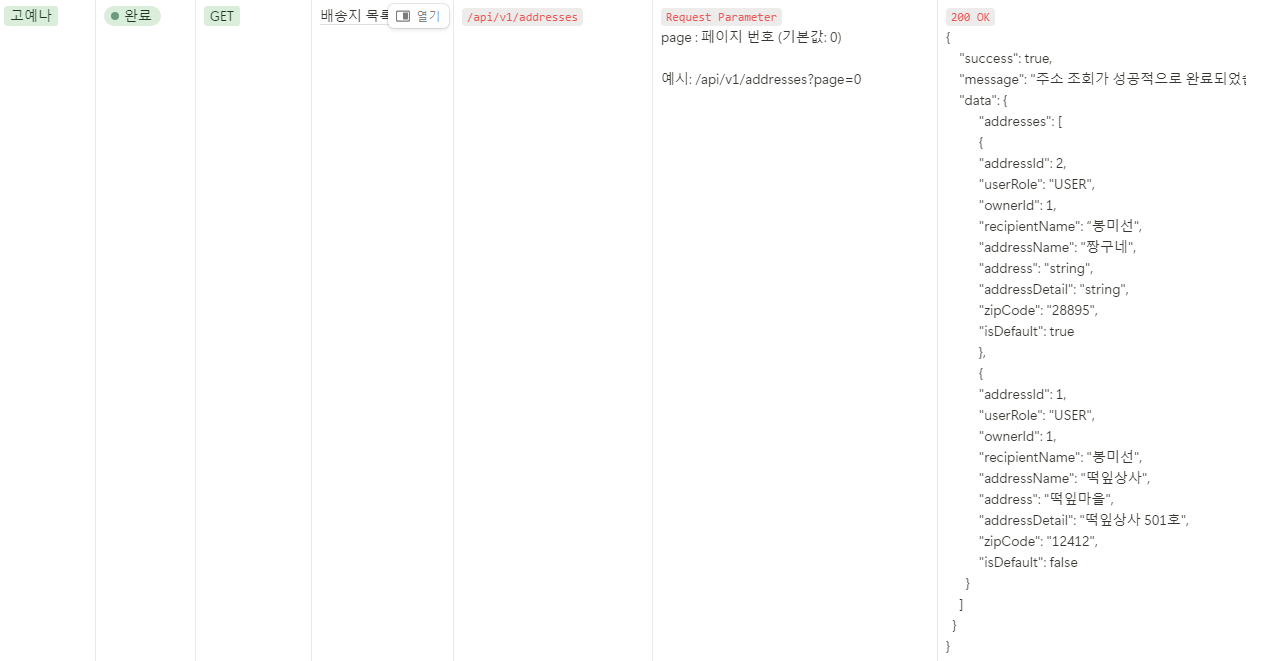 고예나
완료
GET
배송지 목록
열기
/api/v1/addresses
Request Parameter
page : 페이지 번호 (기본값: 0)
예시: /api/v1/addresses?page=0
200 OK
{
"success": true,
"message": "주소 조회가 성공적으로 완료되었
"data": {
"addresses": [
{
"addressId": 2,
"userRole": "USER",
"ownerId": 1,
"recipientName": "봉미선",
"addressName": "짱구네",
"address": "string",
"addressDetail": "string",
"zipCode": "28895",
"isDefault": true
},
{
"addressId": 1,
"userRole": "USER",
"ownerId": 1,
"recipientName": "봉미선",
"addressName": "떡잎상사",
"address": "떡잎마을",
"addressDetail": "떡잎상사 501호",
"zipCode": "12412",
"isDefault": false
}
]
}
}